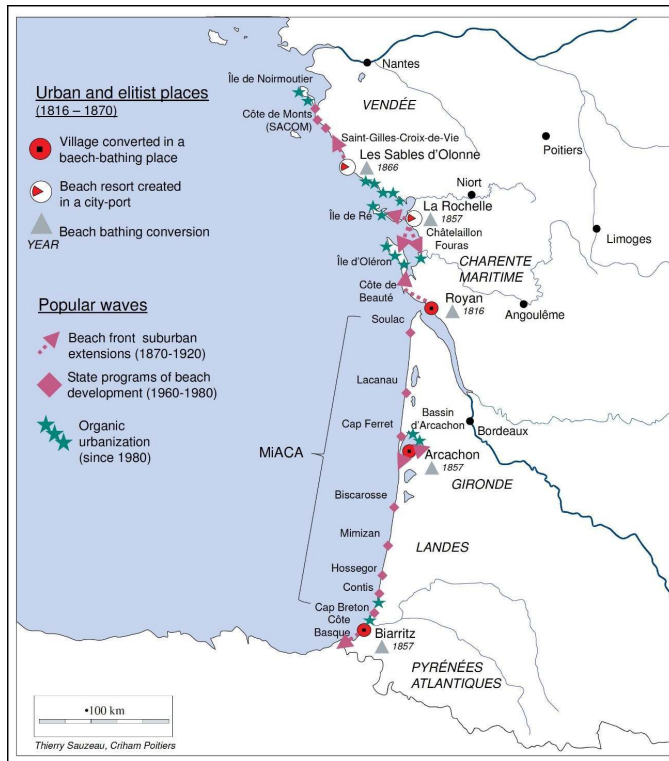 Urban and elitist places
(1816 – 1870)
Village converted in a
baech-bathing place
Beach resort created
in a city-port
Beach bathing conversion
YEAR
Popular waves
Beach front suburban
extensions (1870-1920)
State programs of beach
development (1960-1980)
Organic
urbanization
(since 1980)
Nantes
Île de Noirmoutier
VENDÉE
Côte de Monts
(SACOM)
Saint-Gilles-Croix-de-Vie
Poitiers
Les Sables d'Olonne
1866
Niort
La Rochelle
1857
Île de Ré
Châtelaillon
Fouras
Limoges
Île d'Oléron
CHARENTE
MARITIME
Côte de
Beauté
Royan
1816
Angoulême
Soulac
Lacanau
Bassin
d'Arcachon
Cap Ferret
Bordeaux
MiACA
Arcachon
1857
GIRONDE
Biscarosse
Mimizan
LANDES
Hossegor
Contis
Cap Breton
Côte
Basque
Biarritz
1857
PYRÉNÉES
ATLANTIQUES
•100 km
Thierry Sauzeau, Criham Poitiers